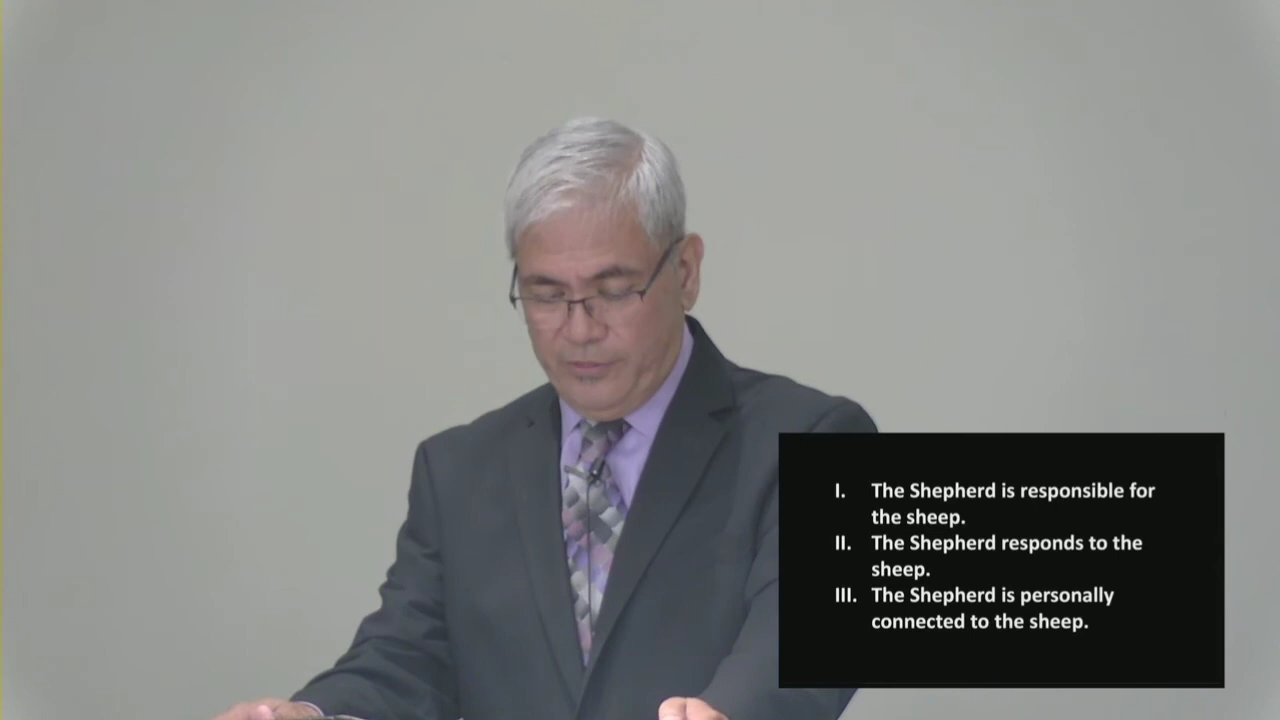 I. The Shepherd is responsible for
the sheep.
II. The Shepherd responds to the
sheep.
III. The Shepherd is personally
connected to the sheep.